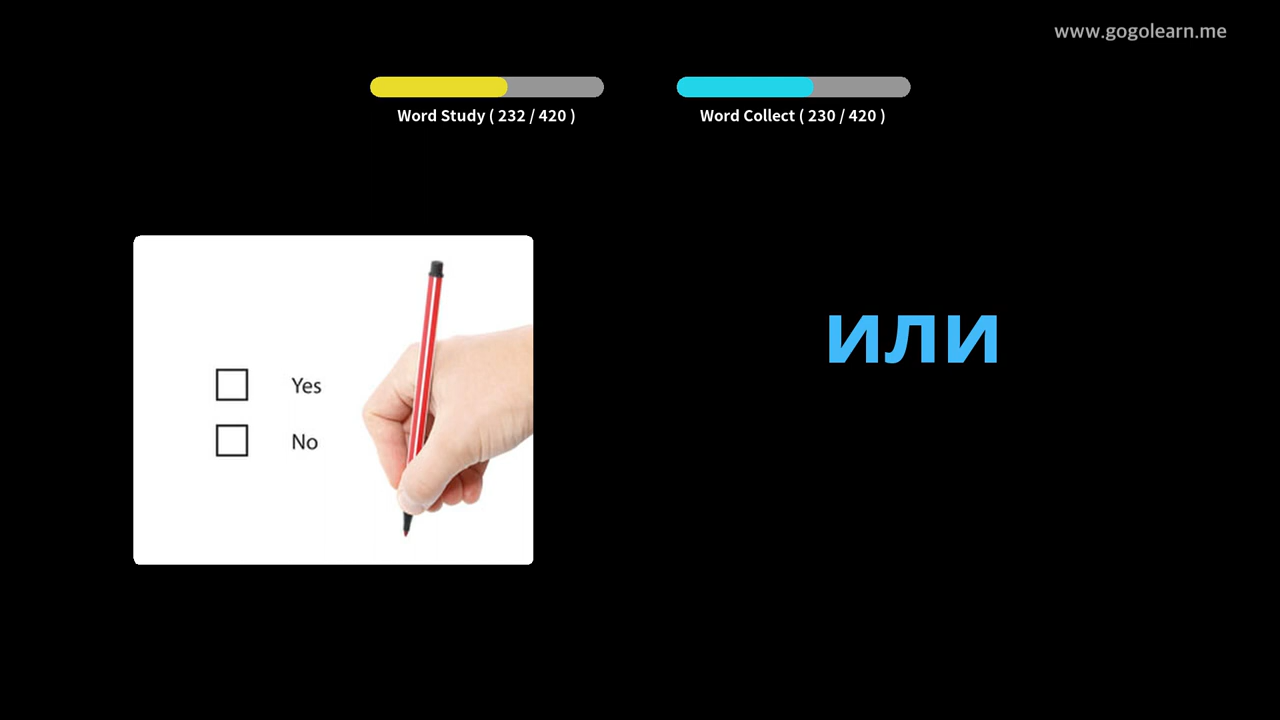 www.gogolearn.me
Word Study ( 232 / 420 )
Word Collect ( 230 / 420 )
или
Yes
No